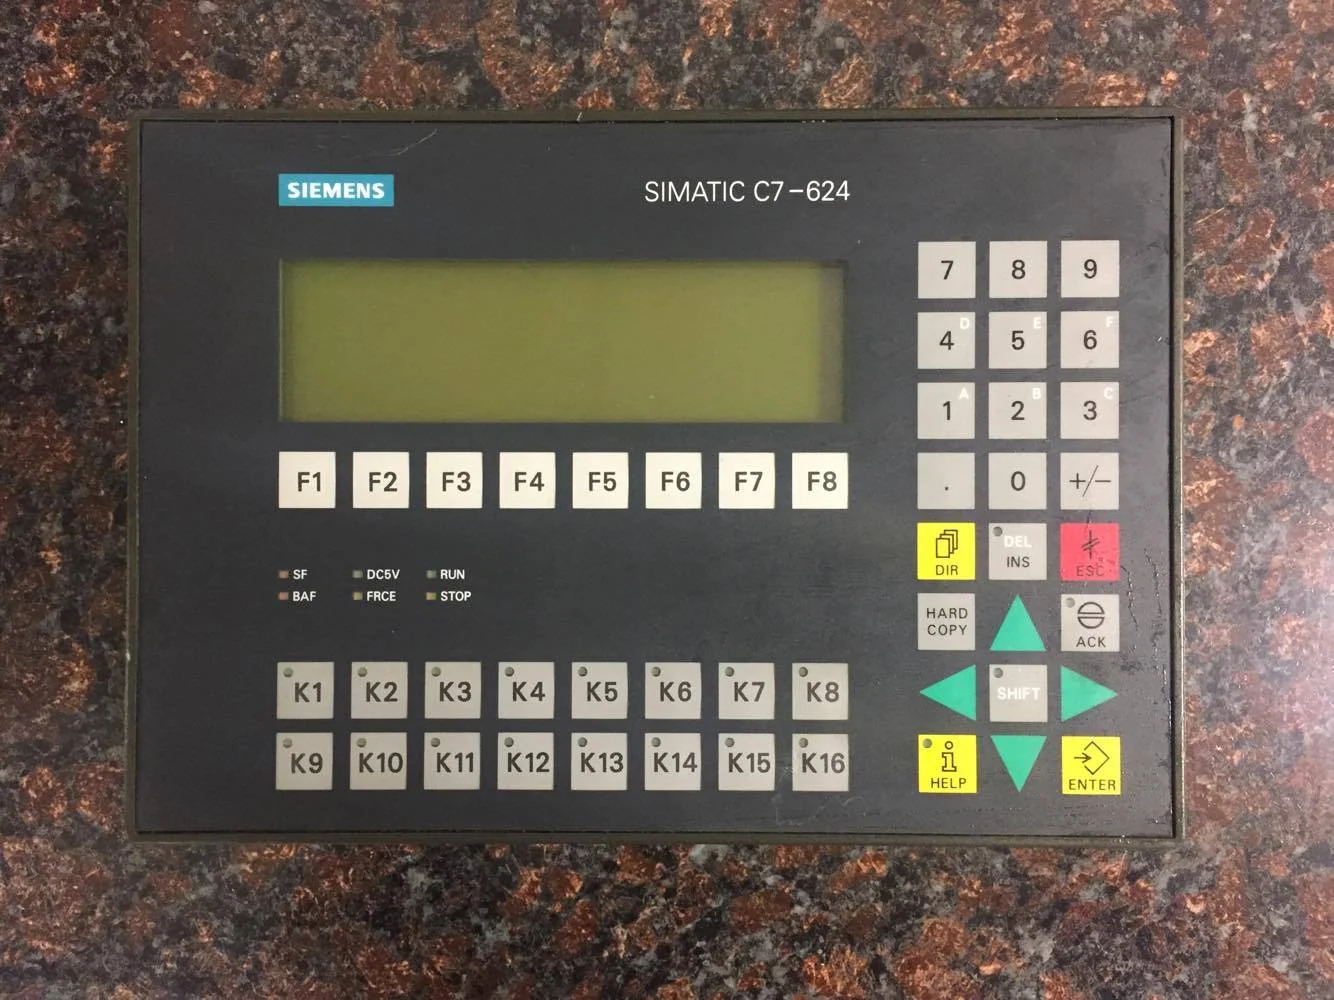 SIEMENS
SIMATIC C7-624
7 8 9
4 D 5 E 6 F
1 A 2 B 3 C
. 0 +/-
F1 F2 F3 F4 F5 F6 F7 F8
DIR DEL INS ESC
SF DC5V RUN
BAF FRCE STOP
HARD COPY ACK
K1 K2 K3 K4 K5 K6 K7 K8
SHIFT
K9 K10 K11 K12 K13 K14 K15 K16
i HELP ENTER